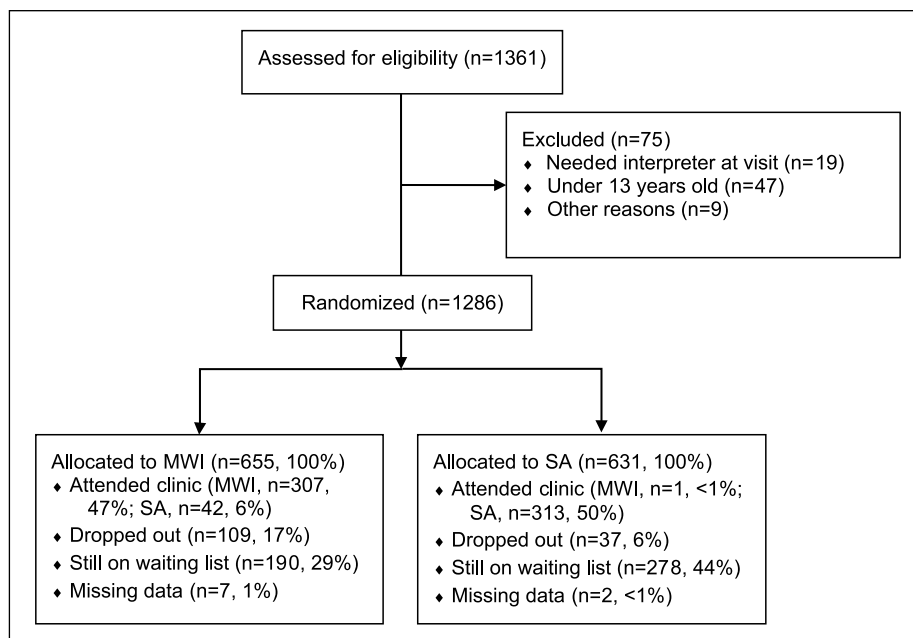 Assessed for eligibility (n=1361)
Excluded (n=75)
♦ Needed interpreter at visit (n=19)
♦ Under 13 years old (n=47)
♦ Other reasons (n=9)
Randomized (n=1286)
Allocated to MWI (n=655, 100%)
♦ Attended clinic (MWI, n=307,
47%; SA, n=42, 6%)
♦ Dropped out (n=109, 17%)
♦ Still on waiting list (n=190, 29%)
♦ Missing data (n=7, 1%)
Allocated to SA (n=631, 100%)
♦ Attended clinic (MWI, n=1, <1%;
SA, n=313, 50%)
♦ Dropped out (n=37, 6%)
♦ Still on waiting list (n=278, 44%)
♦ Missing data (n=2, <1%)